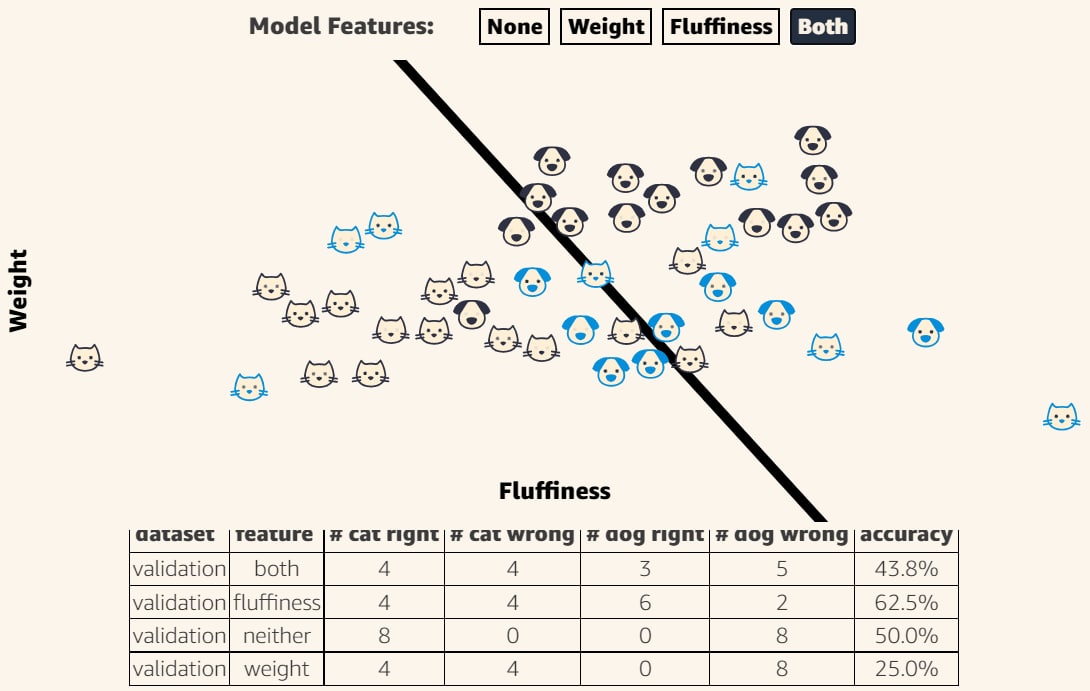 Model Features: None Weight Fluffiness Both
Weight
Fluffiness
dataset feature # cat right # cat wrong # dog right # dog wrong accuracy
validation both 4 4 3 5 43.8%
validation fluffiness 4 4 6 2 62.5%
validation neither 8 0 0 8 50.0%
validation weight 4 4 0 8 25.0%